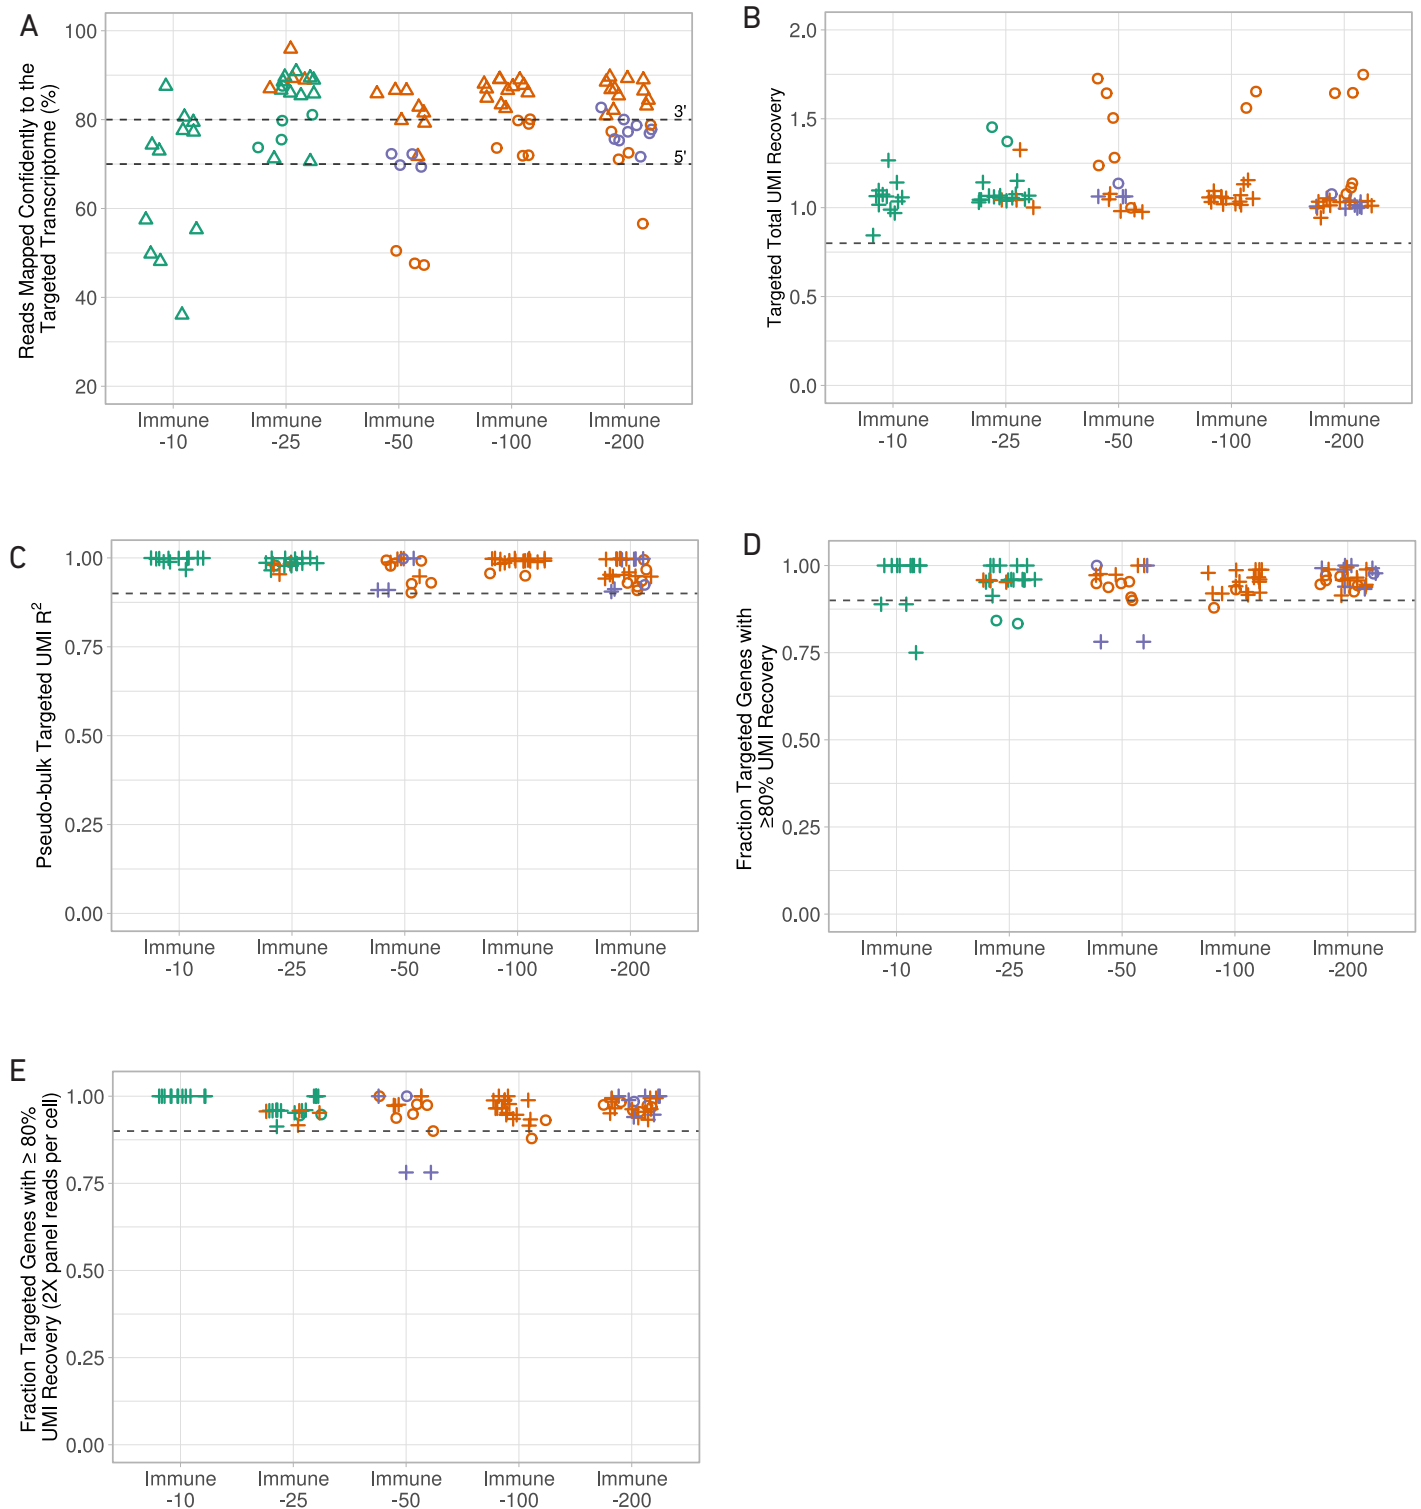 A
Reads Mapped Confidently to the
Targeted Transcriptome (%)
100
80
60
40
20
3'
5'
Immune
-10
Immune
-25
Immune
-50
Immune
-100
Immune
-200
B
Targeted Total UMI Recovery
2.0
1.5
1.0
0.5
0.0
Immune
-10
Immune
-25
Immune
-50
Immune
-100
Immune
-200
C
Pseudo-bulk Targeted UMI R²
1.00
0.75
0.50
0.25
0.00
Immune
-10
Immune
-25
Immune
-50
Immune
-100
Immune
-200
D
Fraction Targeted Genes with
≥80% UMI Recovery
1.00
0.75
0.50
0.25
0.00
Immune
-10
Immune
-25
Immune
-50
Immune
-100
Immune
-200
E
Fraction Targeted Genes with ≥ 80%
UMI Recovery (2X panel reads per cell)
1.00
0.75
0.50
0.25
0.00
Immune
-10
Immune
-25
Immune
-50
Immune
-100
Immune
-200